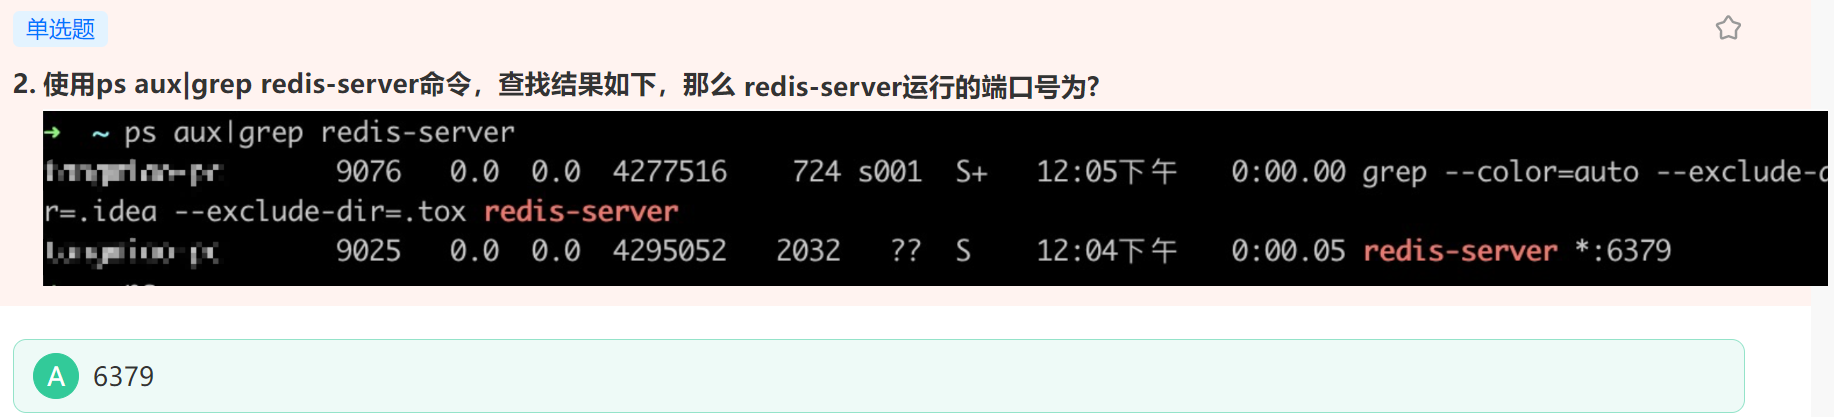 单选题
2. 使用ps aux|grep redis-server命令，查找结果如下，那么 redis-server运行的端口号为?
➜ ~ ps aux|grep redis-server
9076 0.0 0.0 4277516 724 s001 S+ 12:05下午 0:00.00 grep --color=auto --exclude-d
r=.idea --exclude-dir=.tox redis-server
9025 0.0 0.0 4295052 2032 ?? S 12:04下午 0:00.05 redis-server *:6379
A 6379